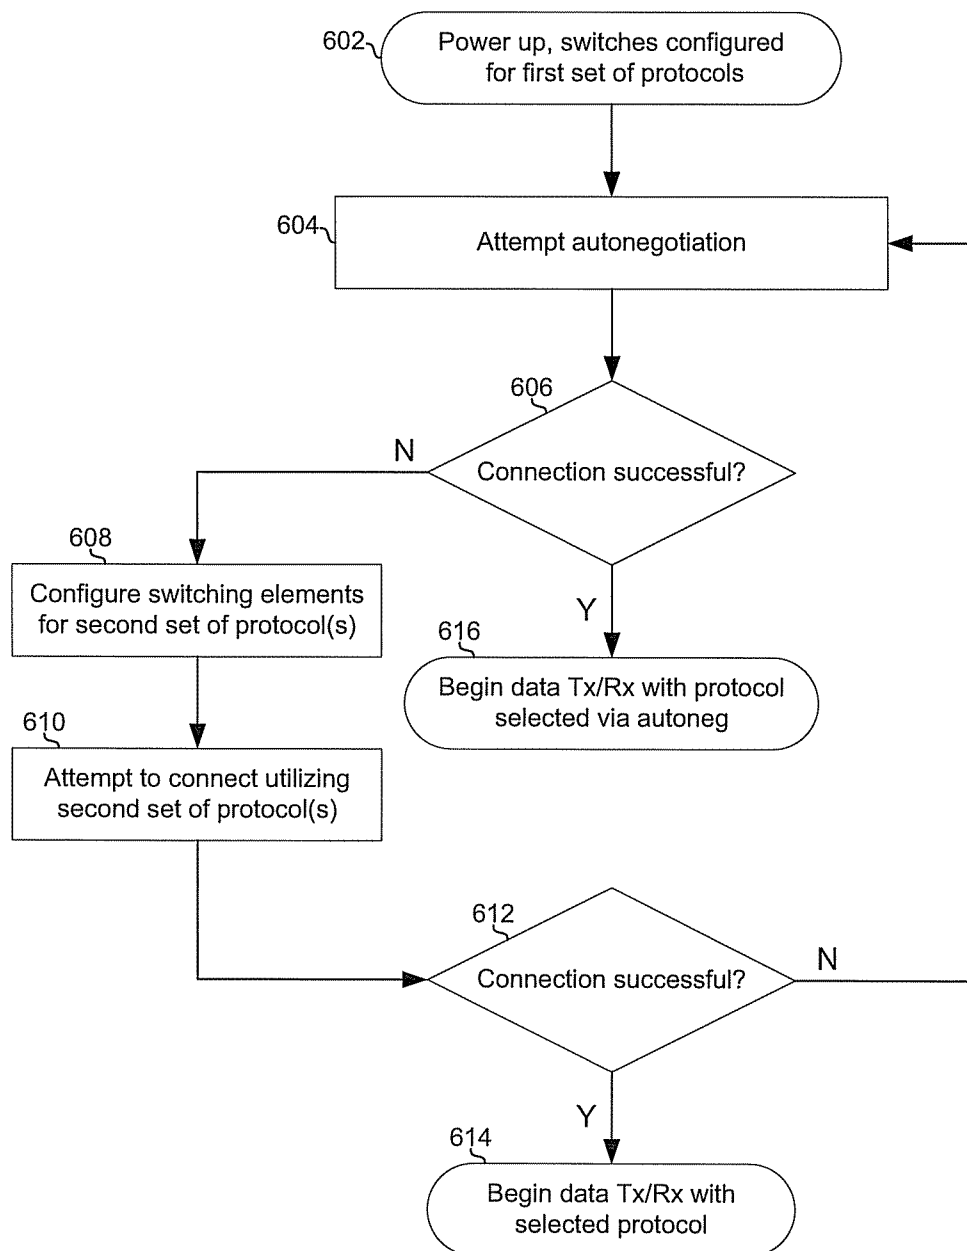 602
Power up, switches configured
for first set of protocols
604
Attempt autonegotiation
606
Connection successful?
N
Y
608
Configure switching elements
for second set of protocol(s)
616
Begin data Tx/Rx with protocol
selected via autoneg
610
Attempt to connect utilizing
second set of protocol(s)
612
Connection successful?
N
Y
614
Begin data Tx/Rx with
selected protocol